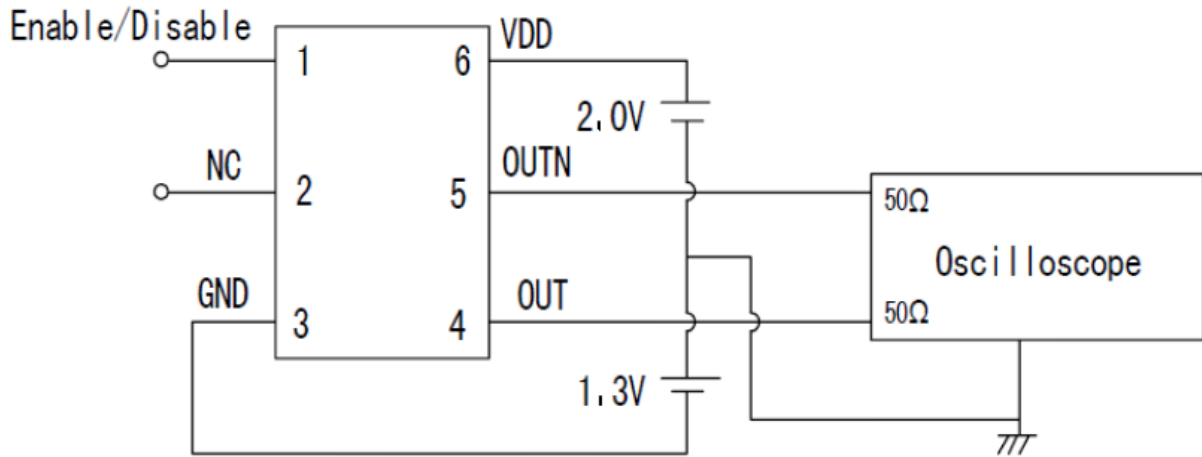 Enable/Disable
VDD
1
6
2.0V
NC
OUTN
2
5
50Ω
Oscilloscope
GND
OUT
3
4
50Ω
1.3V